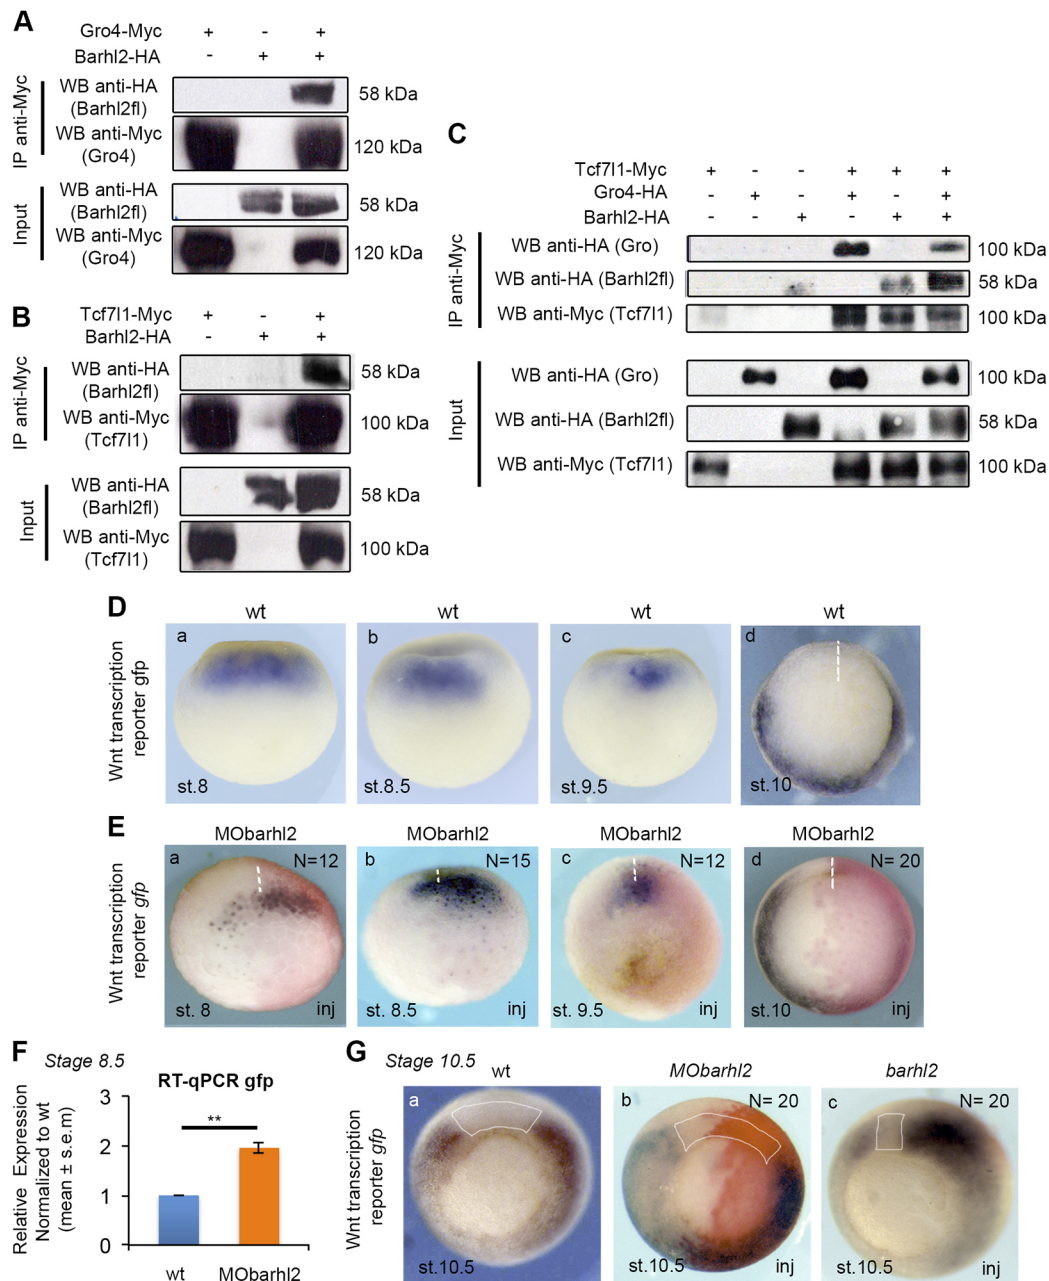 A
Gro4-Myc + - +
Barhl2-HA - + +
IP anti-Myc
WB anti-HA
(Barhl2fl)
58 kDa
WB anti-Myc
(Gro4)
120 kDa
Input
WB anti-HA
(Barhl2fl)
58 kDa
WB anti-Myc
(Gro4)
120 kDa
B
Tcf7l1-Myc + - +
Barhl2-HA - + +
IP anti-Myc
WB anti-HA
(Barhl2fl)
58 kDa
WB anti-Myc
(Tcf7l1)
100 kDa
Input
WB anti-HA
(Barhl2fl)
58 kDa
WB anti-Myc
(Tcf7l1)
100 kDa
C
Tcf7l1-Myc + - - + + +
Gro4-HA - + - + - +
Barhl2-HA - - + - + +
IP anti-Myc
WB anti-HA (Gro) 100 kDa
WB anti-HA (Barhl2fl) 58 kDa
WB anti-Myc (Tcf7l1) 100 kDa
Input
WB anti-HA (Gro) 100 kDa
WB anti-HA (Barhl2fl) 58 kDa
WB anti-Myc (Tcf7l1) 100 kDa
D
Wnt transcription
reporter gfp
wt wt wt wt
a b c d
st.8 st.8.5 st.9.5 st.10
E
Wnt transcription
reporter gfp
MObarhl2 MObarhl2 MObarhl2 MObarhl2
a N=12 b N=15 c N=12 d N= 20
st. 8 inj st. 8.5 inj st. 9.5 inj st.10 inj
F
Stage 8.5
RT-qPCR gfp
Relative Expression
Normalized to wt
(mean ± s.e.m)
3
2
1
0
**
wt MObarhl2
G
Stage 10.5
Wnt transcription
reporter gfp
wt MObarhl2 barhl2
a b N= 20 c N= 20
st.10.5 st.10.5 inj st.10.5 inj